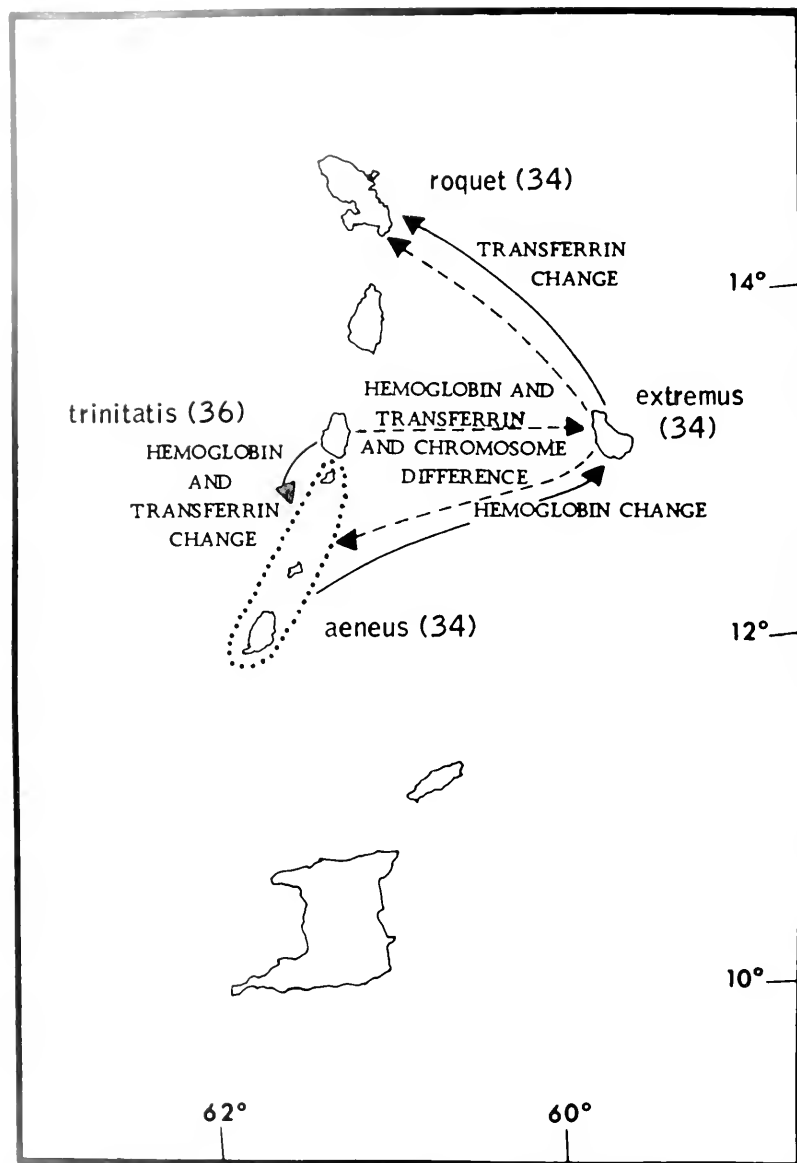 roquet (34)
TRANSFERRIN
CHANGE
14°
trinitatis (36)
HEMOGLOBIN
AND
TRANSFERRIN
CHANGE
HEMOGLOBIN AND
TRANSFERRIN
AND CHROMOSOME
DIFFERENCE
extremus
(34)
HEMOGLOBIN CHANGE
aeneus (34)
12°
10°
62°
60°